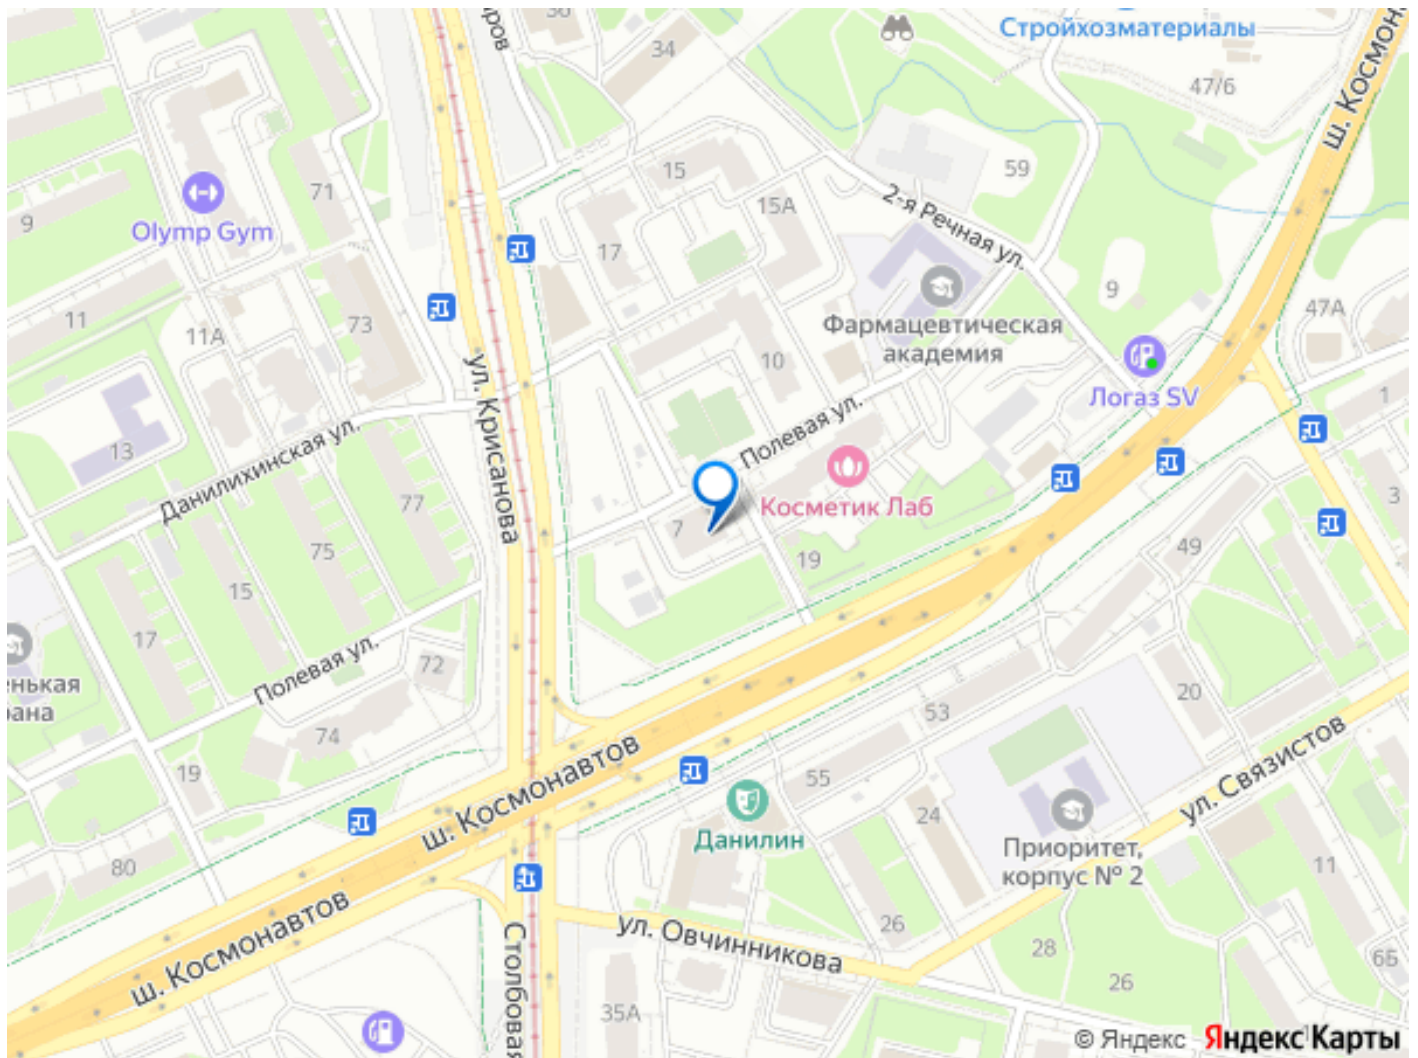 Стройхозматериалы
34
47/6
ш. Космон
15
59
71
15А
2-я Речная ул.
9
Olymp Gym
17
9
47А
11
11А
73
Фармацевтическая
академия
10
ул. Крисанова
Логаз SV
1
Полевая ул.
13
Данилихинская ул.
77
Косметик Лаб
3
7
75
19
49
15
17
Полевая ул.
72
енькая
рана
20
53
74
ш. Космонавтов
ул. Связистов
19
55
24
Данилин
Приоритет,
корпус № 2
80
11
ш. Космонавтов
26
ул. Овчинникова
28
Столбовая
6Б
26
35А
© Яндекс Яндекс Карты